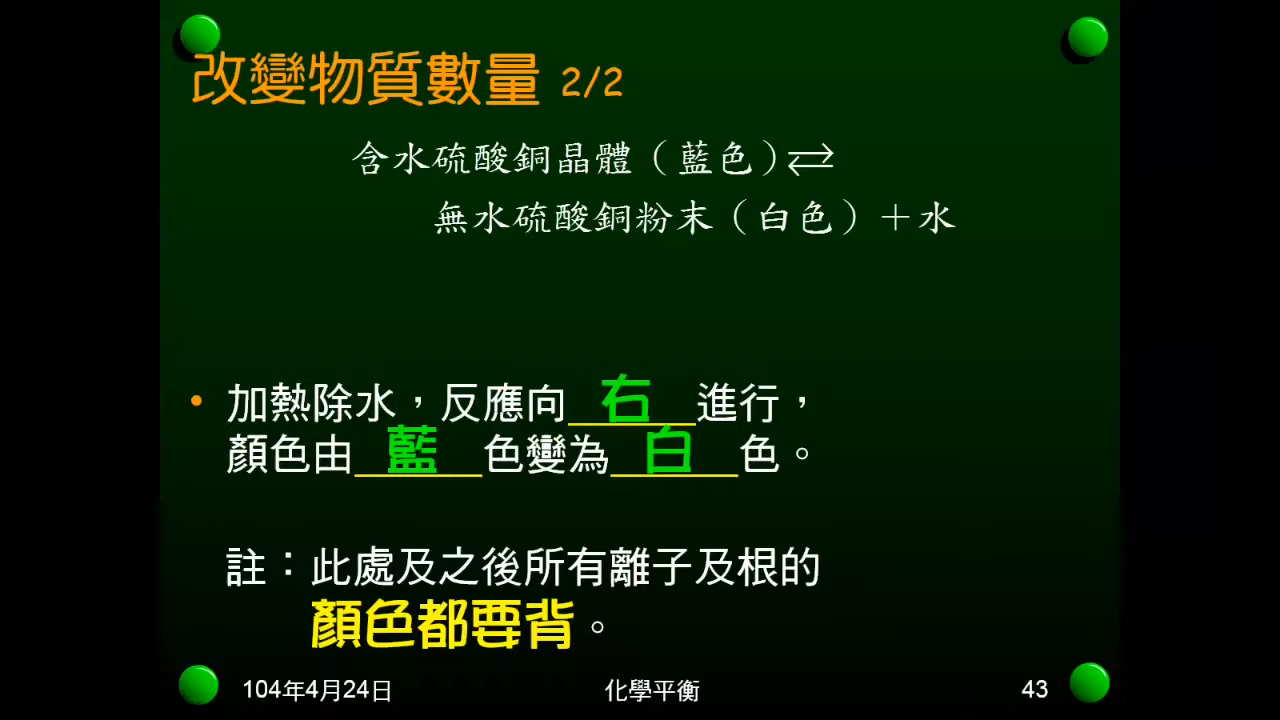 改變物質數量 2/2
含水硫酸銅晶體（藍色）⇄
無水硫酸銅粉末（白色）＋水
• 加熱除水，反應向 右 進行，
顏色由 藍 色變為 白 色。
註：此處及之後所有離子及根的
顏色都要背。
104年4月24日 化學平衡 43